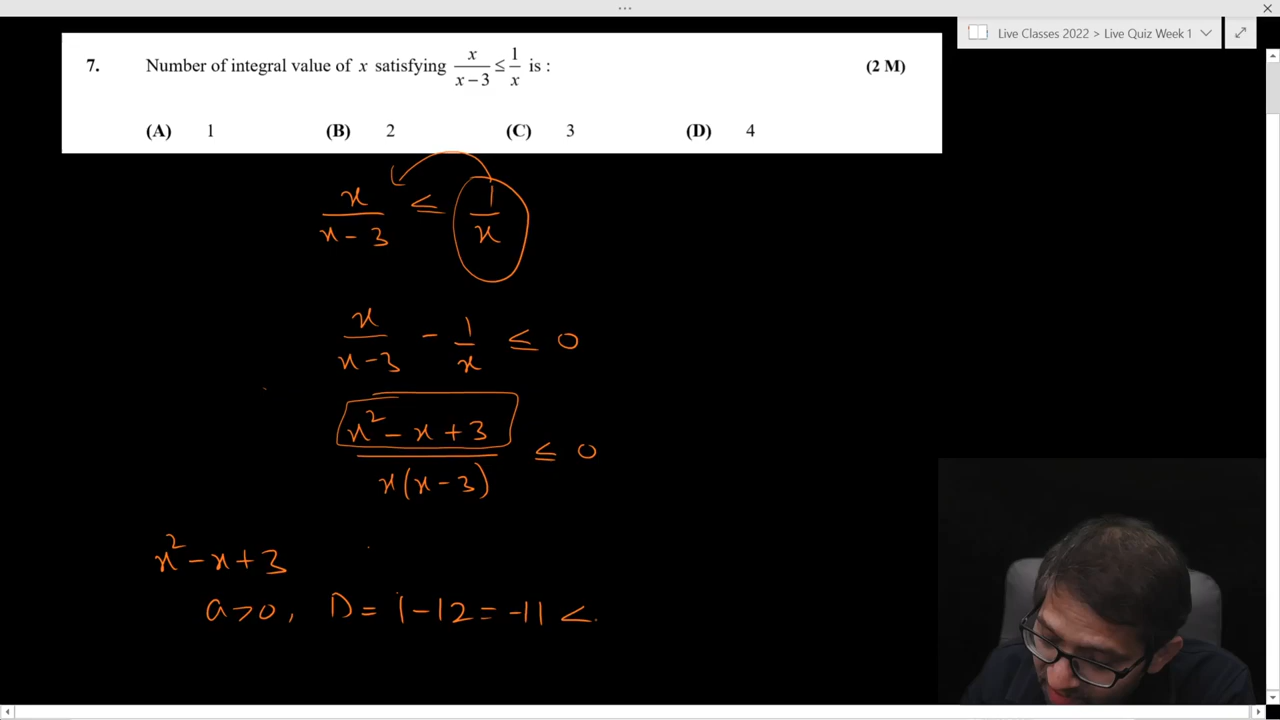 Live Classes 2022 > Live Quiz Week 1
7. Number of integral value of x satisfying x/(x−3) ≤ 1/x is : (2 M)
(A) 1 (B) 2 (C) 3 (D) 4
x/(x−3) ≤ 1/x
x/(x−3) − 1/x ≤ 0
(x² − x + 3)/(x(x−3)) ≤ 0
x² − x + 3
a>0, D = 1−12 = -11 <